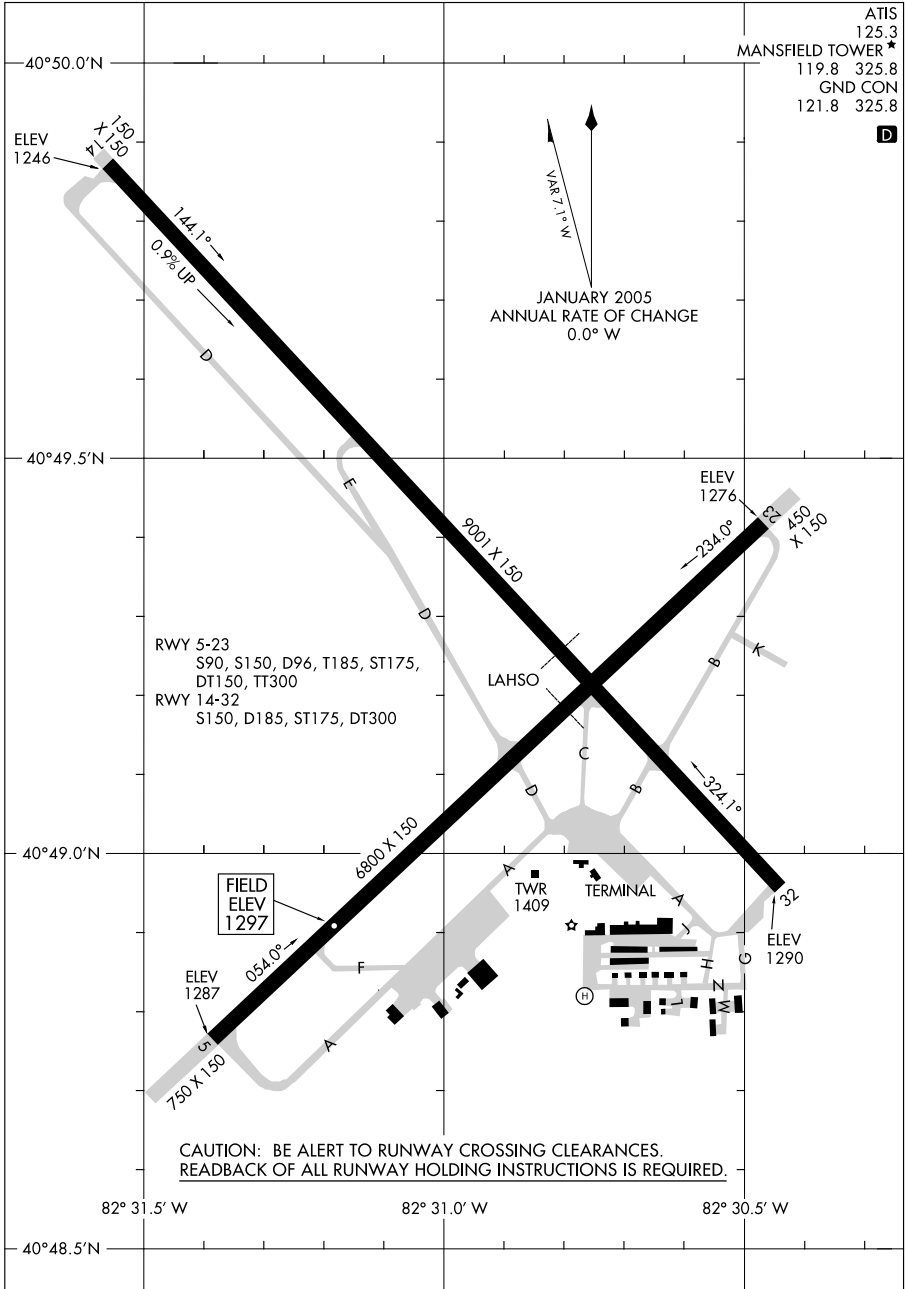 ATIS
125.3
MANSFIELD TOWER ★
119.8 325.8
GND CON
121.8 325.8
D
40°50.0'N
150
X 150
14
ELEV
1246
144.1°
0.9% UP
VAR 7.1° W
JANUARY 2005
ANNUAL RATE OF CHANGE
0.0° W
D
40°49.5'N
E
9001 X 150
ELEV
1276
23
450
X 150
234.0°
D
K
B
RWY 5-23
S90, S150, D96, T185, ST175,
DT150, TT300
RWY 14-32
S150, D185, ST175, DT300
LAHSO
C
D
B
324.1°
6800 X 150
40°49.0'N
A
TWR
1409
TERMINAL
A
32
FIELD
ELEV
1297
J
ELEV
1290
054.0°
F
H
G
ELEV
1287
H
L
N
M
5
A
750 X 150
CAUTION: BE ALERT TO RUNWAY CROSSING CLEARANCES.
READBACK OF ALL RUNWAY HOLDING INSTRUCTIONS IS REQUIRED.
82° 31.5' W
82° 31.0' W
82° 30.5' W
40°48.5'N